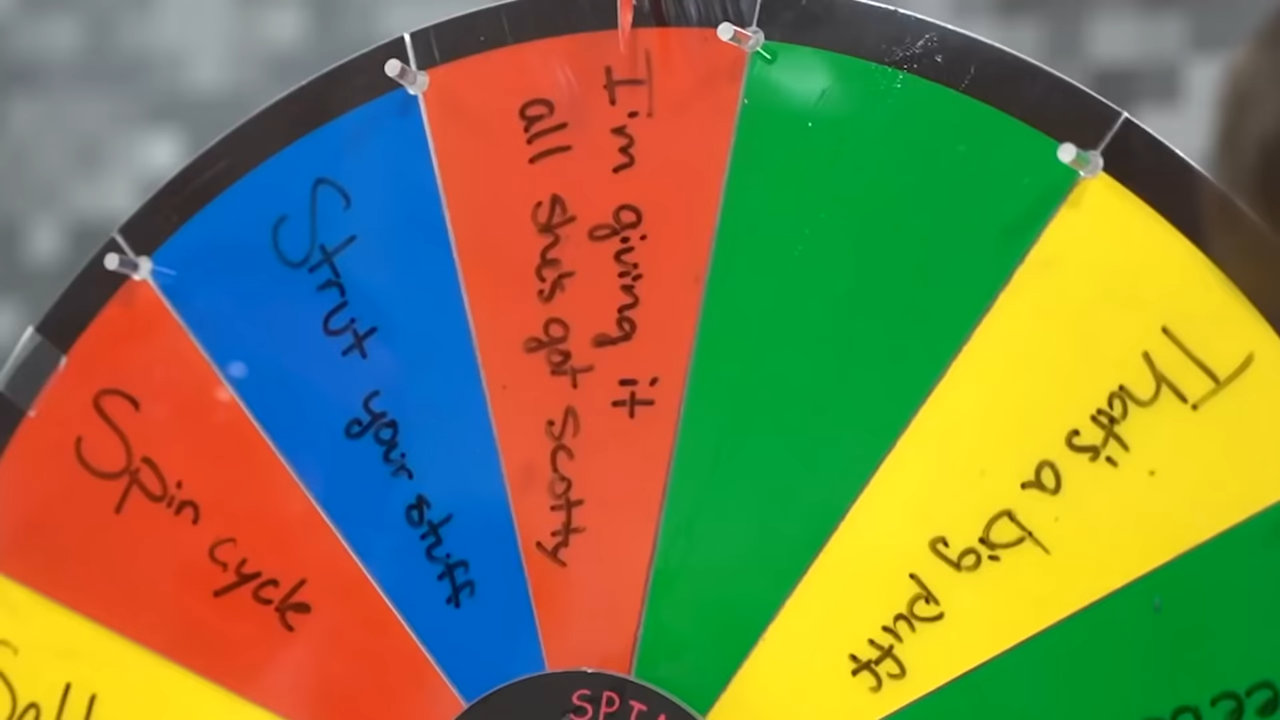 Spin cycle
Strut your stuff
I'm giving it
all she's got scotty
That's a big puff